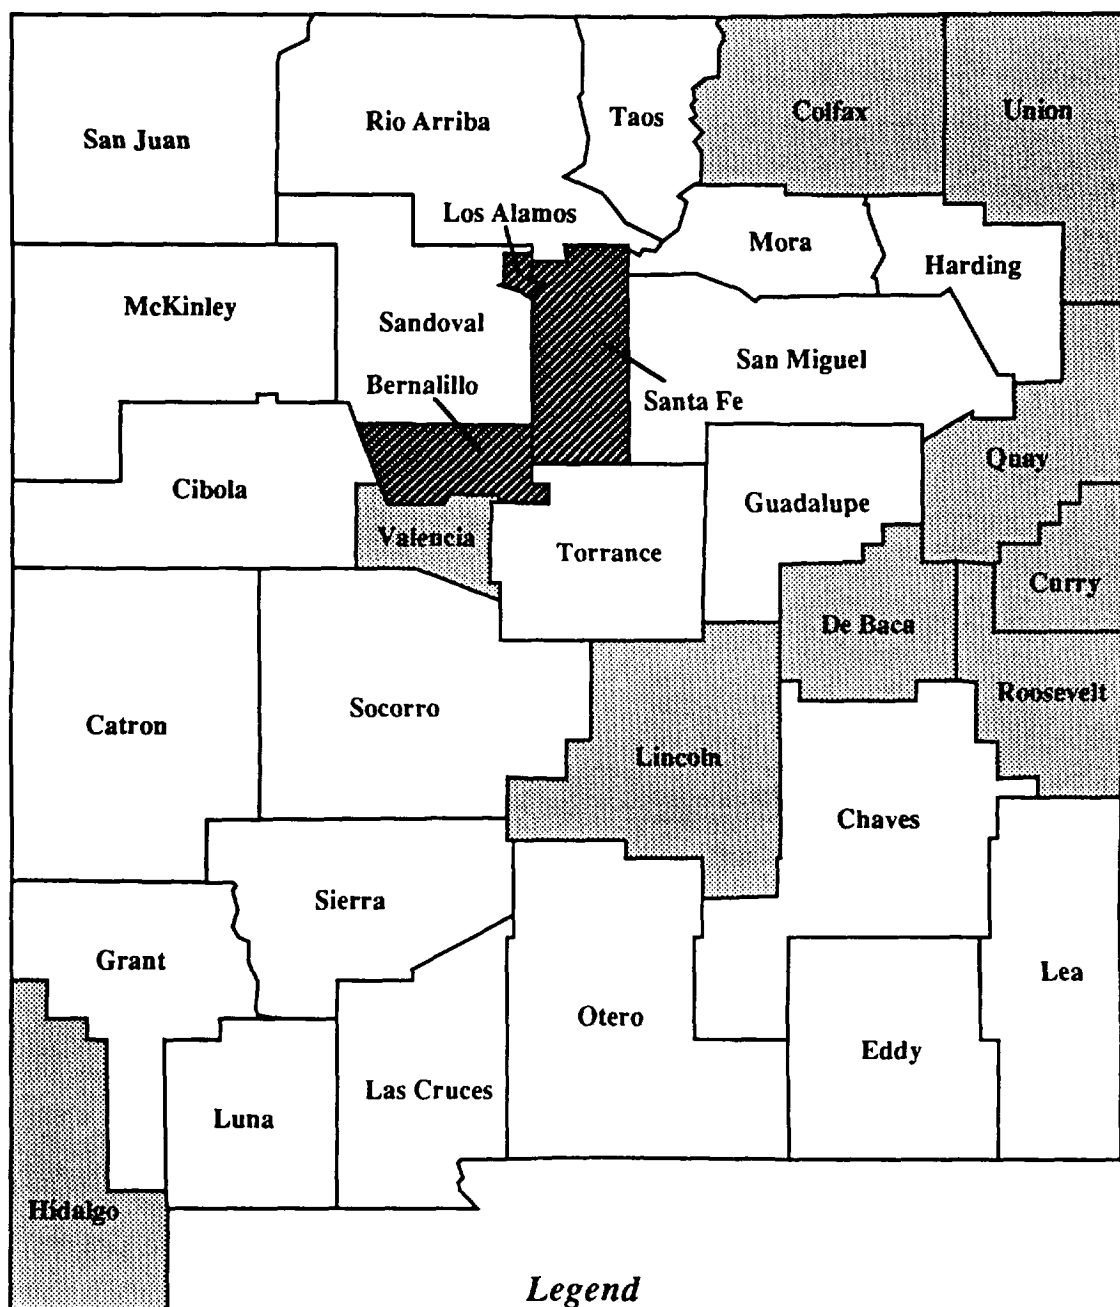 Colfax
Union
Taos
Rio Arriba
San Juan
Los Alamos
Mora
Harding
McKinley
Sandoval
San Miguel
Bernalillo
Santa Fe
Quay
Cibola
Guadalupe
Valencia
Torrance
Curry
De Baca
Roosevelt
Socorro
Catron
Lincoln
Chaves
Sierra
Grant
Lea
Otero
Eddy
Las Cruces
Luna
Hidalgo
Legend